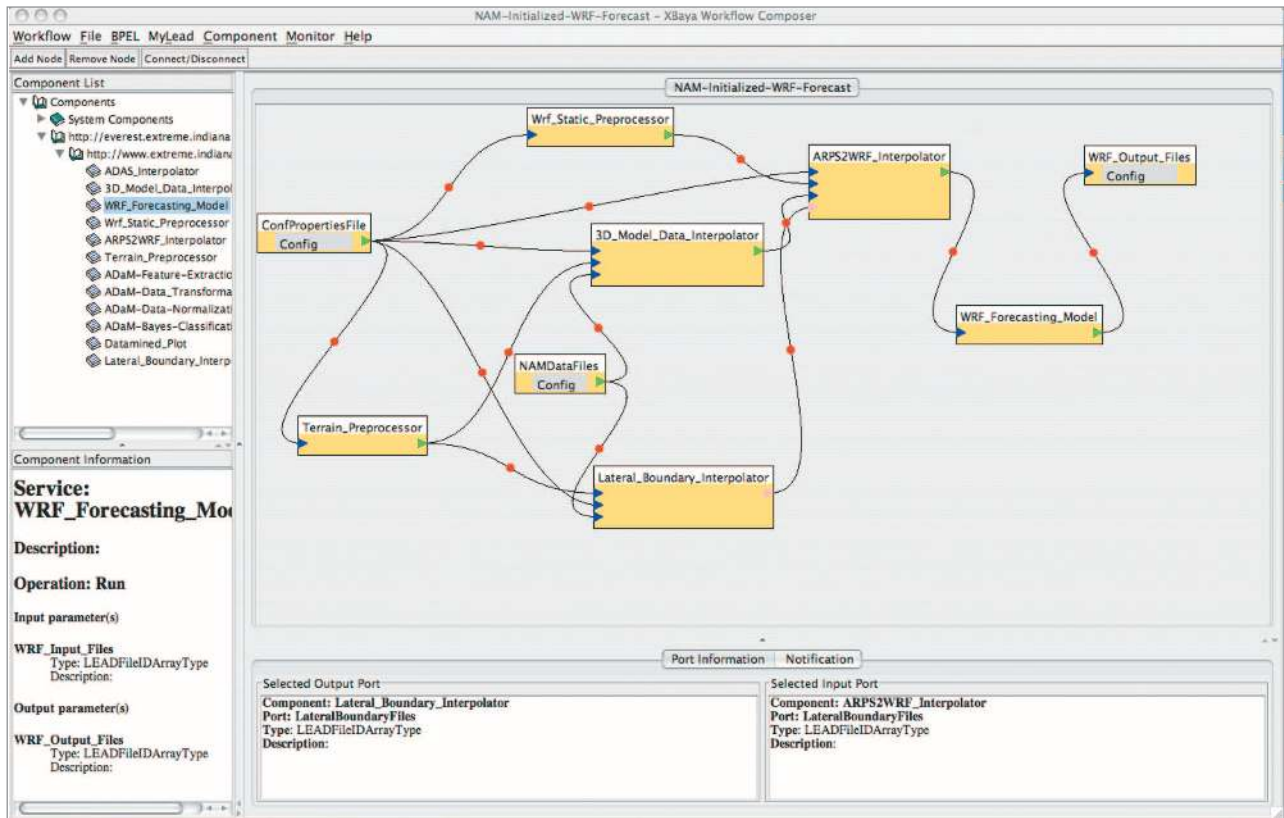 NAM-Initialized-WRF-Forecast - XBaya Workflow Composer
Workflow File BPEL MyLead Component Monitor Help
Add Node Remove Node Connect/Disconnect
Component List
Components
System Components
http://everest.extreme.indiana
http://www.extreme.indiana
ADAS_Interpolator
3D_Model_Data_Interpol
WRF_Forecasting_Model
Wrf_Static_Preprocessor
ARPS2WRF_Interpolator
Terrain_Preprocessor
ADaM-Feature-Extractio
ADaM-Data_Transforma
ADaM-Data-Normalizati
ADaM-Bayes-Classificati
Datamined_Plot
Lateral_Boundary_Interp
Component Information
Service:
WRF_Forecasting_Mo
Description:
Operation: Run
Input parameter(s)
WRF_Input_Files
Type: LEADFileIDArrayType
Description:
Output parameter(s)
WRF_Output_Files
Type: LEADFileIDArrayType
Description:
NAM-Initialized-WRF-Forecast
Wrf_Static_Preprocessor
ARPS2WRF_Interpolator
WRF_Output_Files
Config
ConfPropertiesFile
Config
3D_Model_Data_Interpolator
WRF_Forecasting_Model
NAMDataFiles
Config
Terrain_Preprocessor
Lateral_Boundary_Interpolator
Port Information Notification
Selected Output Port
Component: Lateral_Boundary_Interpolator
Port: LateralBoundaryFiles
Type: LEADFileIDArrayType
Description:
Selected Input Port
Component: ARPS2WRF_Interpolator
Port: LateralBoundaryFiles
Type: LEADFileIDArrayType
Description: